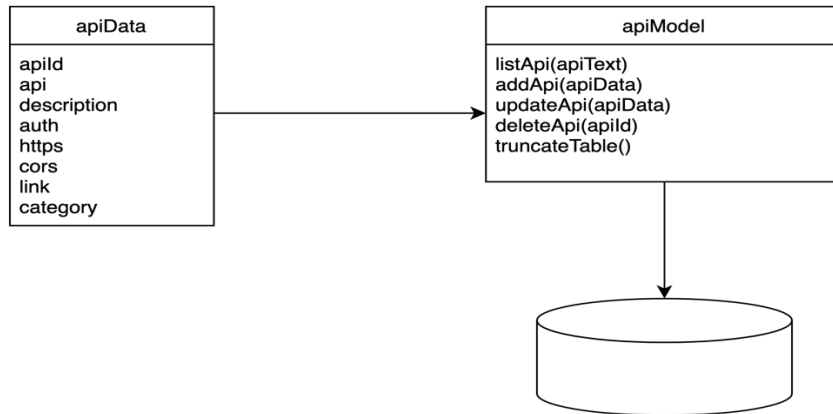 apiData
apiId
api
description
auth
https
cors
link
category
apiModel
listApi(apiText)
addApi(apiData)
updateApi(apiData)
deleteApi(apiId)
truncateTable()